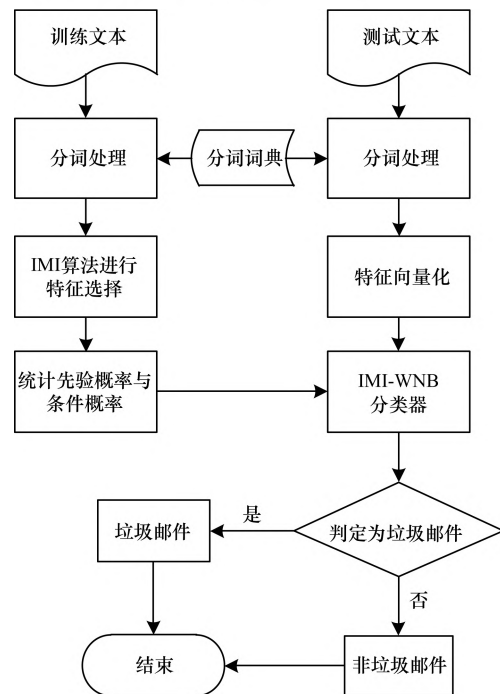 训练文本
测试文本
分词处理
分词词典
分词处理
IMI算法进行
特征选择
特征向量化
统计先验概率与
条件概率
IMI-WNB
分类器
垃圾邮件
是
判定为垃圾邮件
否
结束
非垃圾邮件